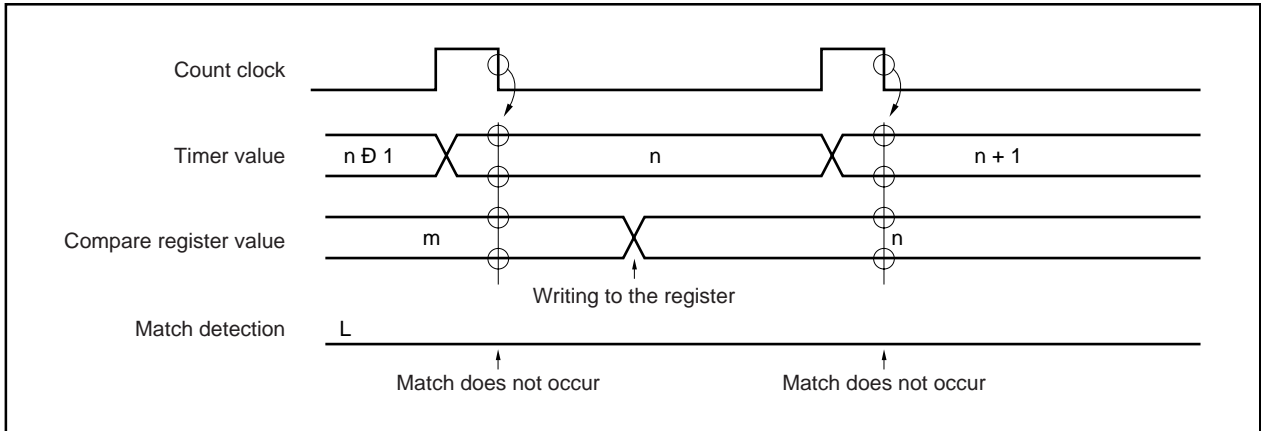 Count clock
Timer value
n Ð 1
n
n + 1
Compare register value
m
n
Writing to the register
Match detection
L
Match does not occur
Match does not occur